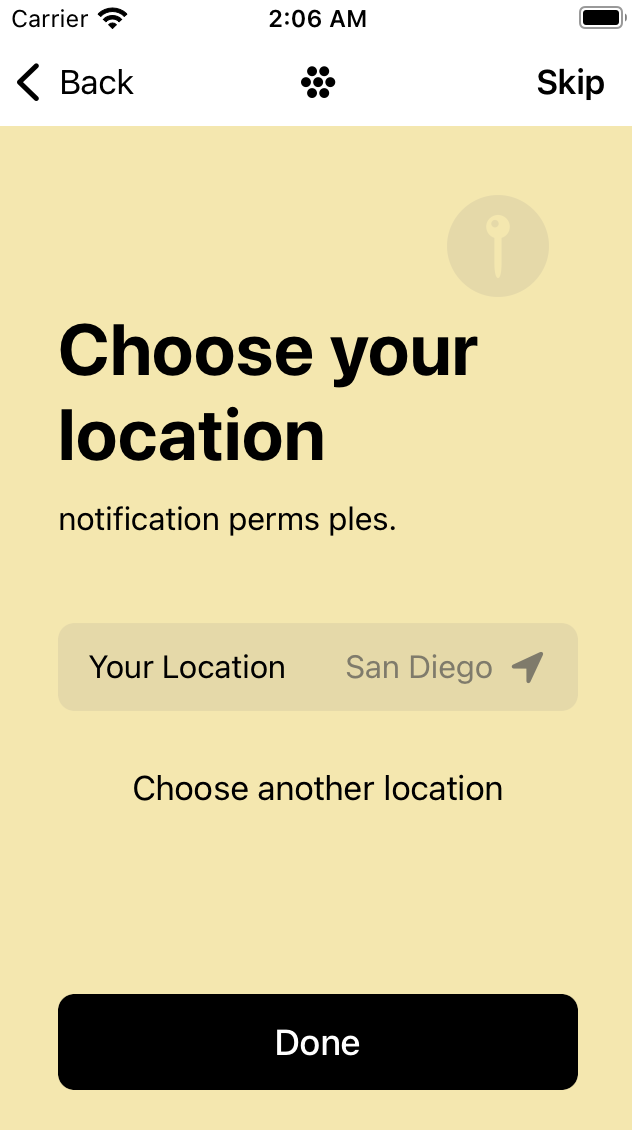 Carrier 2:06 AM
Back Skip
Choose your
location
notification perms ples.
Your Location San Diego
Choose another location
Done